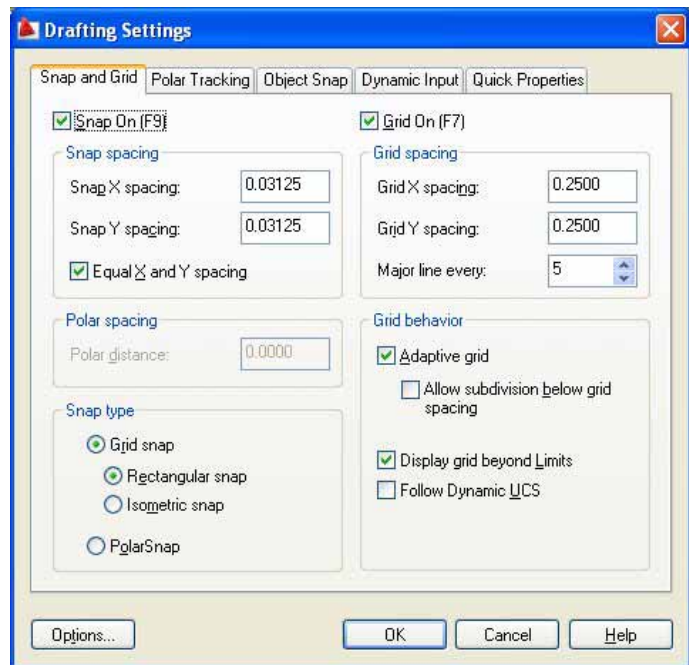 Drafting Settings
Snap and Grid Polar Tracking Object Snap Dynamic Input Quick Properties
Snap On (F9)
Snap spacing
Snap X spacing: 0.03125
Snap Y spacing: 0.03125
Equal X and Y spacing
Polar spacing
Polar distance: 0.0000
Snap type
Grid snap
Rectangular snap
Isometric snap
PolarSnap
Grid On (F7)
Grid spacing
Grid X spacing: 0.2500
Grid Y spacing: 0.2500
Major line every: 5
Grid behavior
Adaptive grid
Allow subdivision below grid
spacing
Display grid beyond Limits
Follow Dynamic UCS
Options... OK Cancel Help